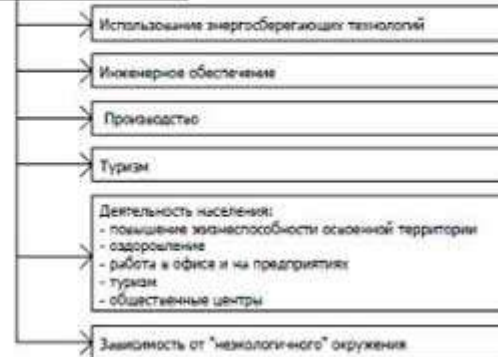 Использование энергосберегающих технологий
Инженерное обеспечение
Производство
Туризм
Деятельность населения:
- повышение жизнеспособности освоенной территории
- оздоровление
- работа в офисе и на предприятиях
- туризм
- общественные центры
Зависимость от "неэкологичного" окружения